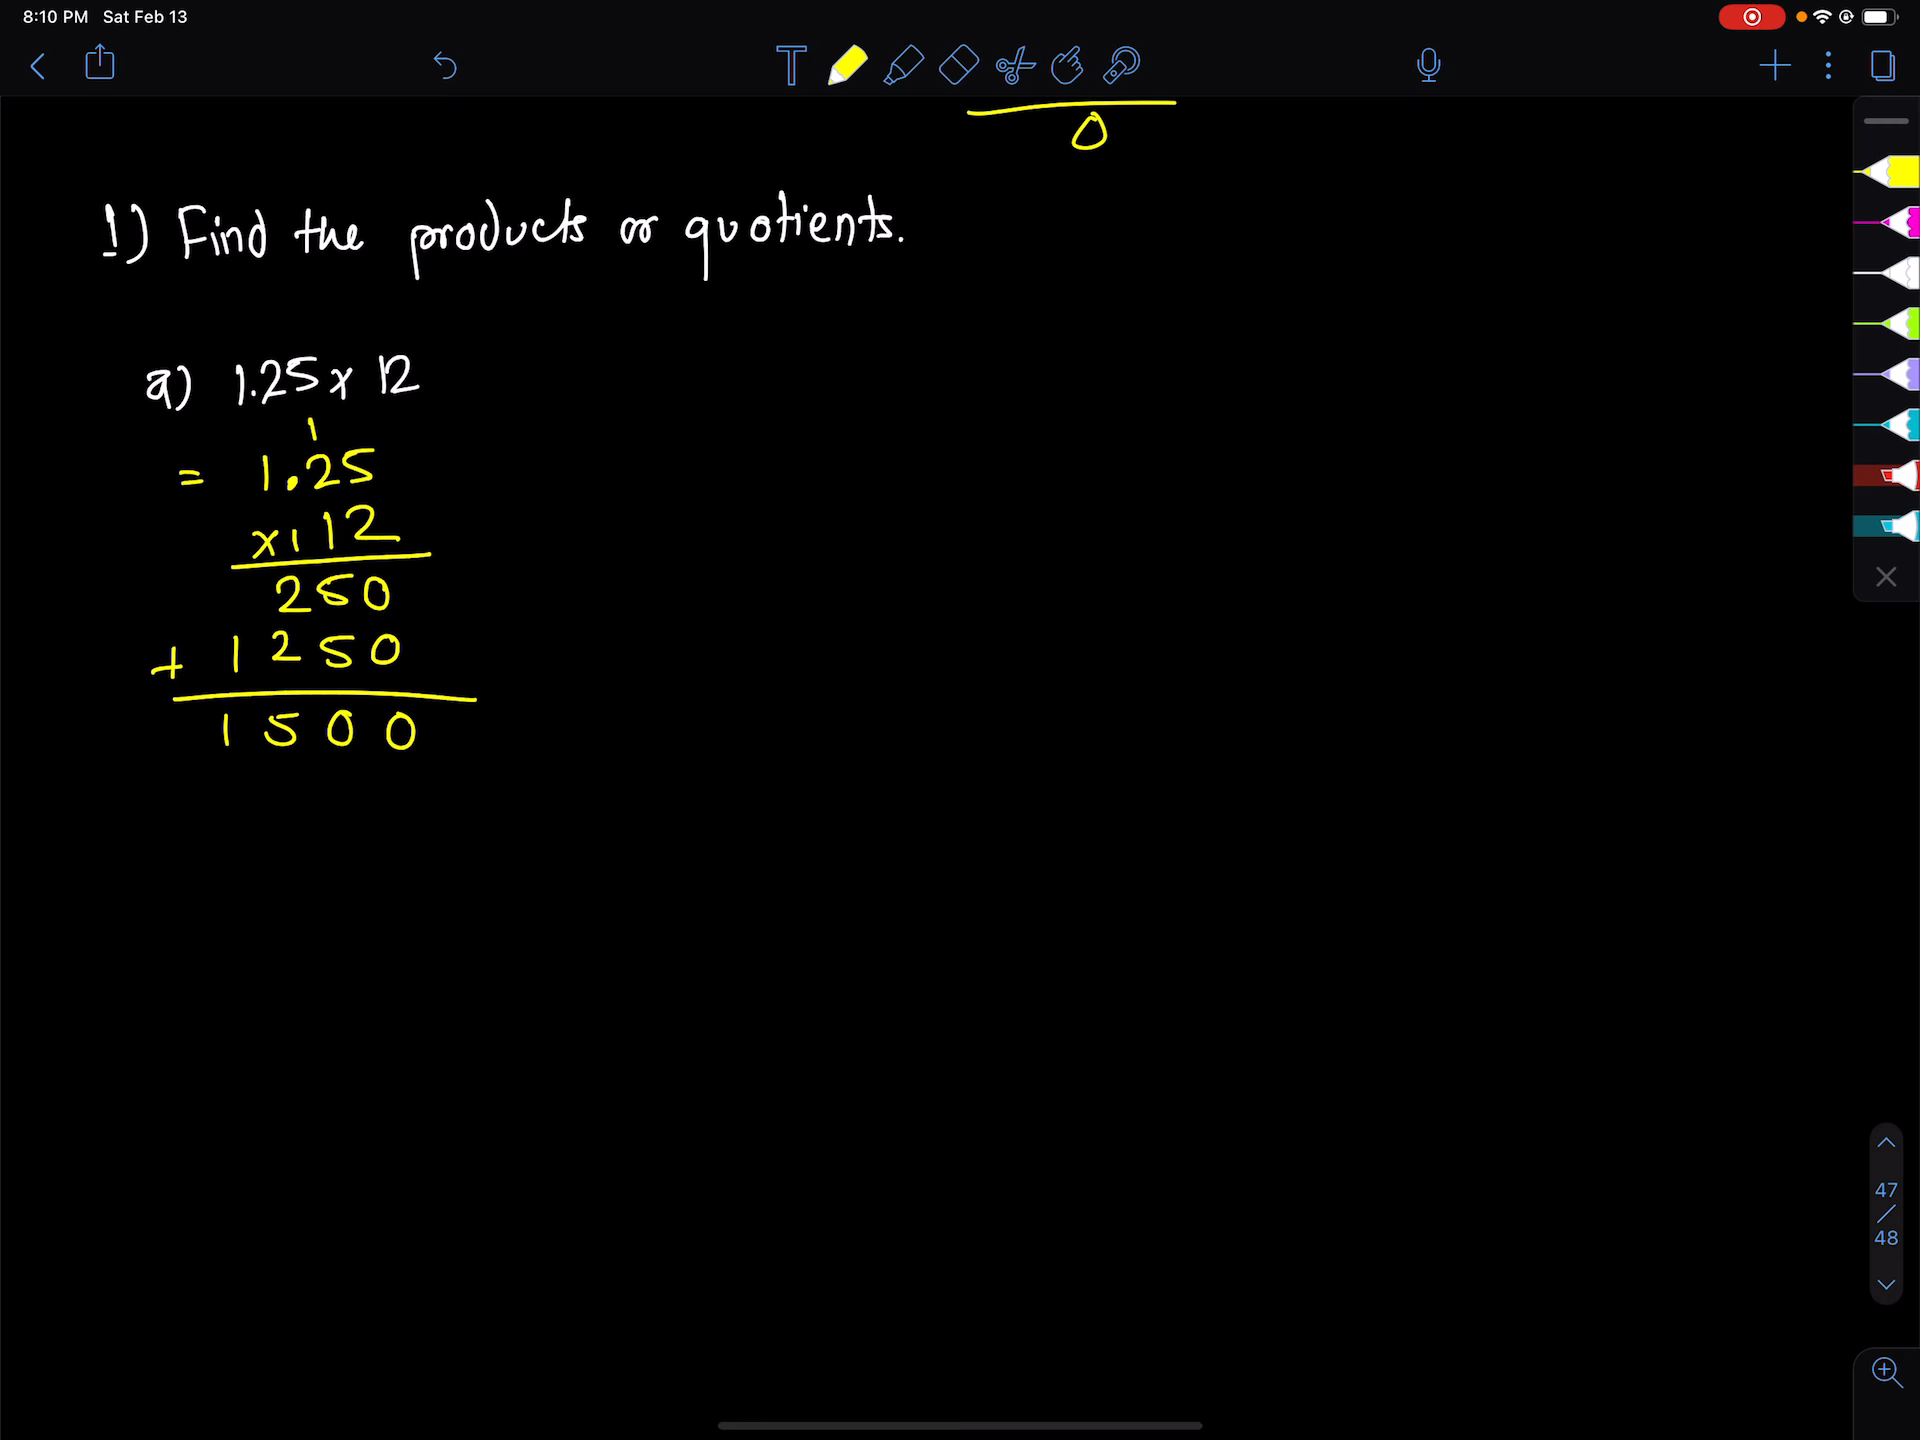 8:10 PM Sat Feb 13
T
0
1) Find the products or quotients.
a) 1.25 x 12
1
= 1.25
x 1 12
250
+ 1250
1500
47
/
48